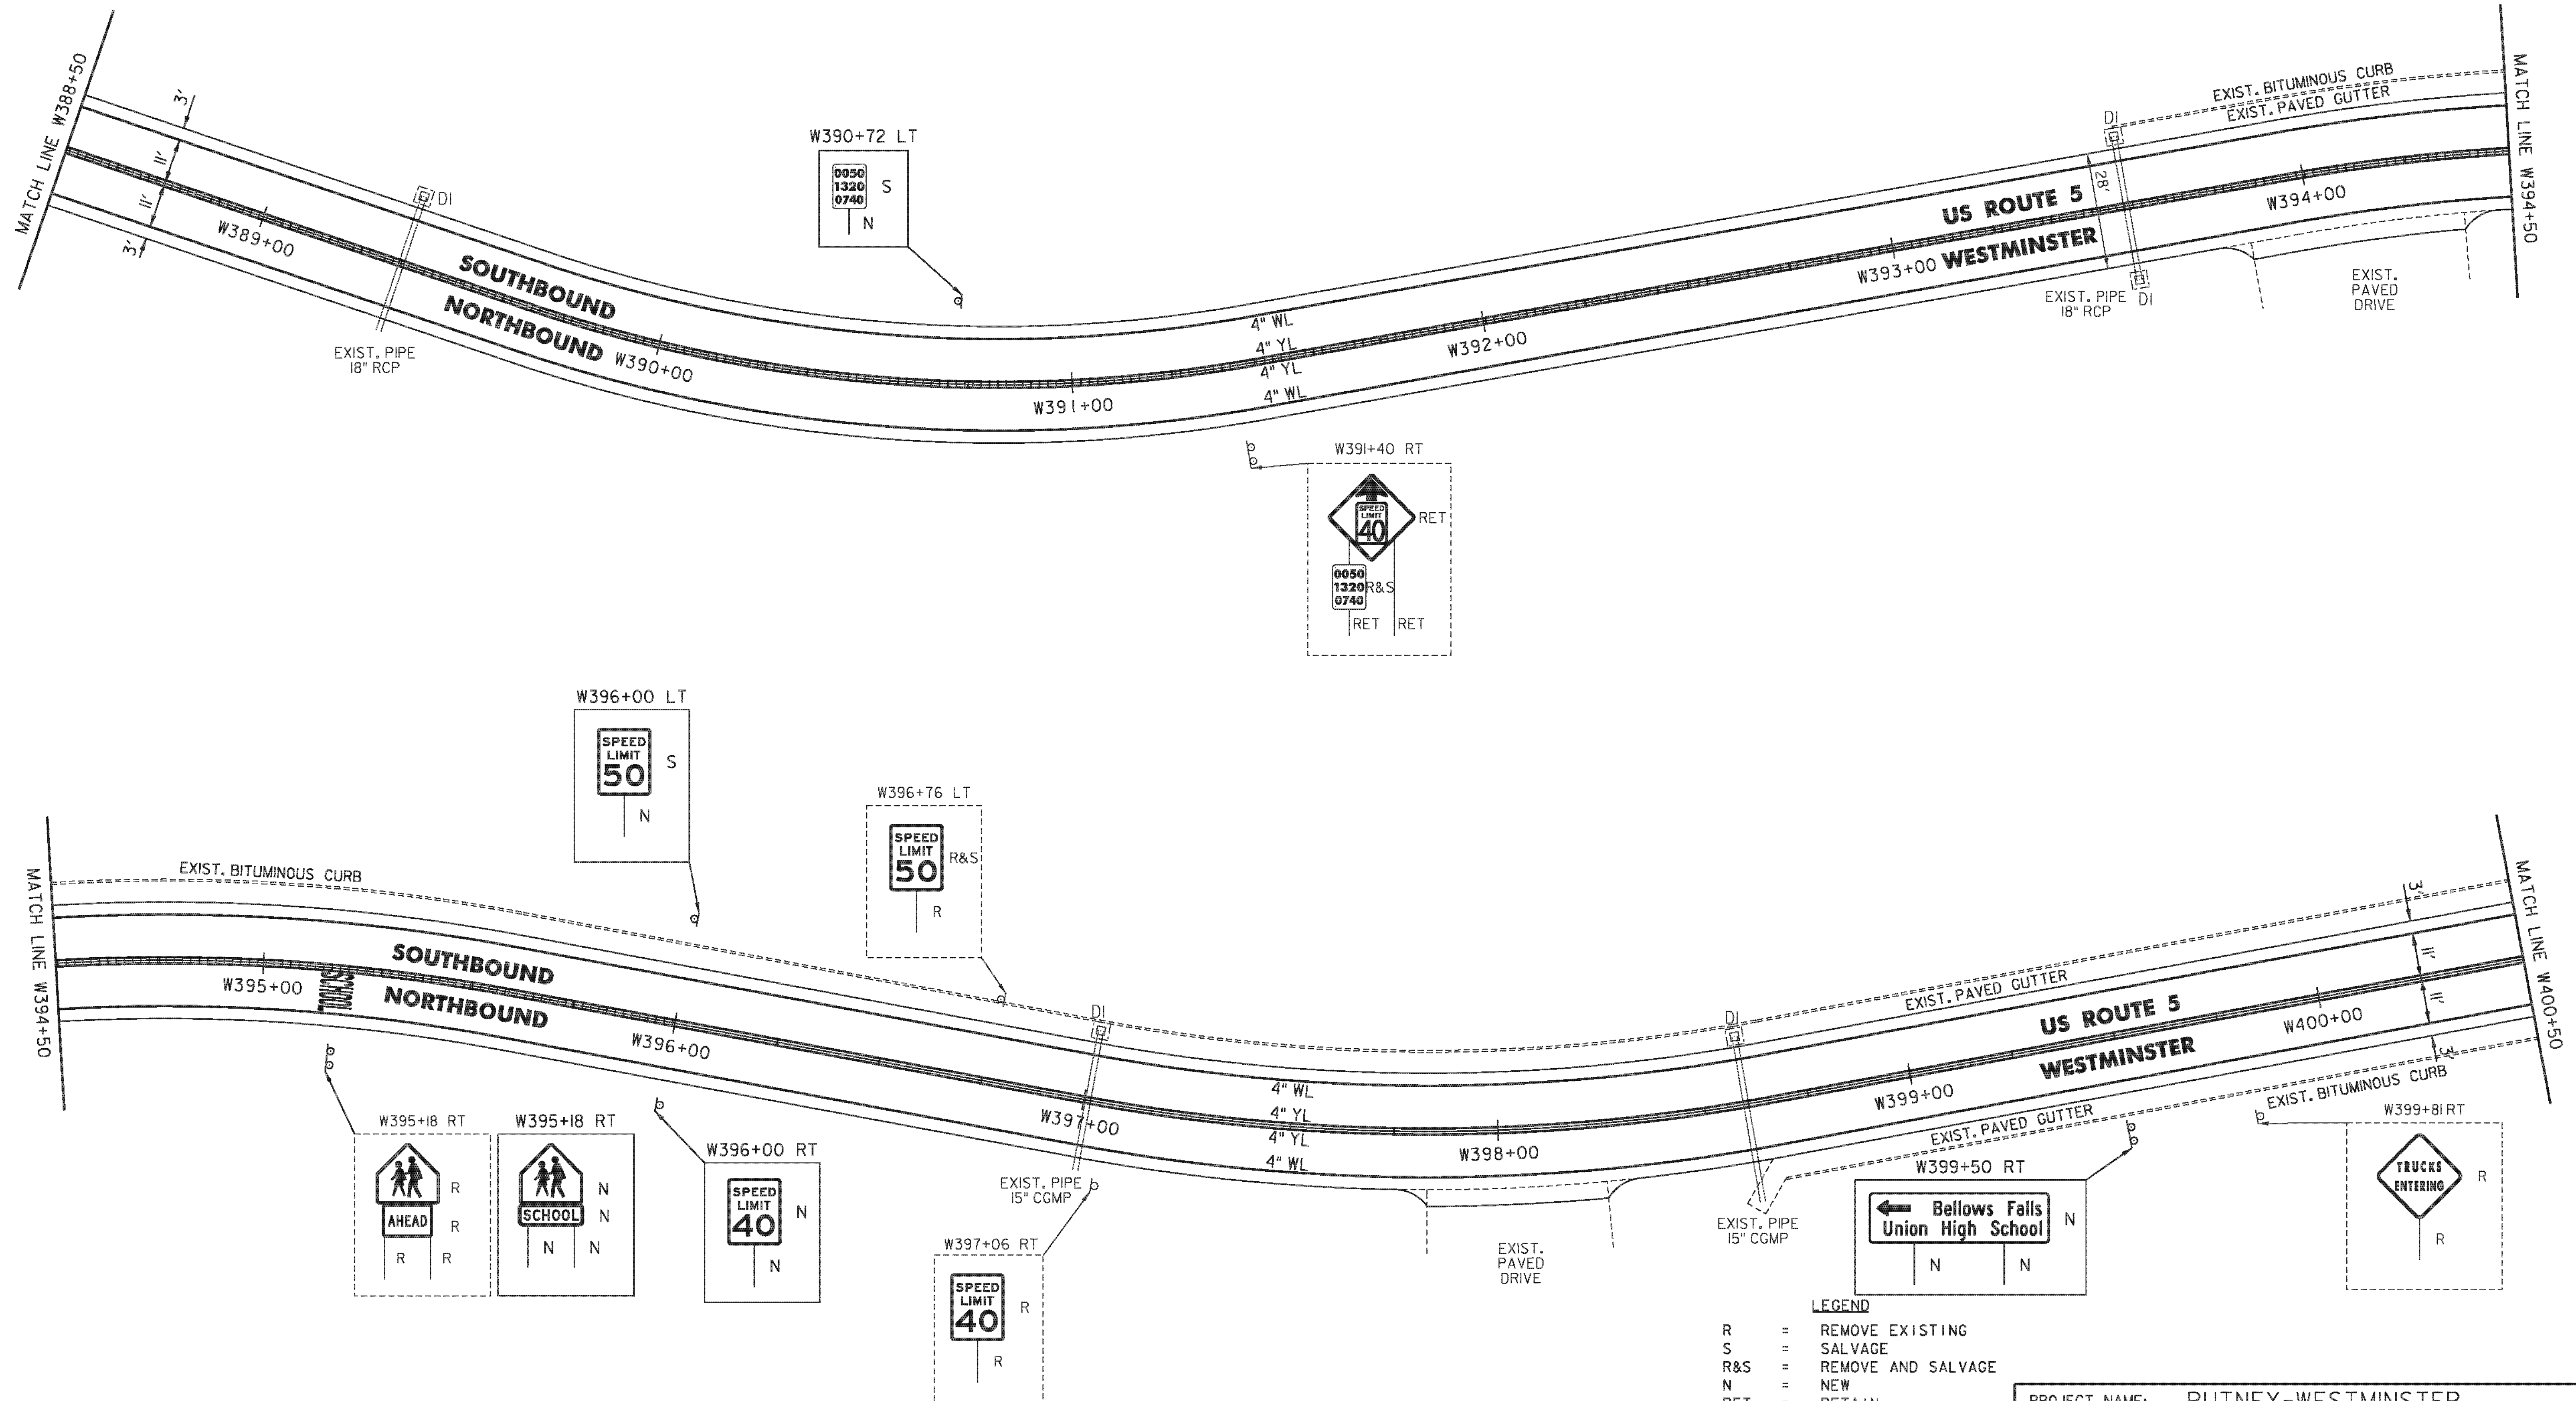 MATCH LINE W388+50
3'
11'
11'
3'
W389+00
DI
EXIST. PIPE
18" RCP
SOUTHBOUND
NORTHBOUND
W390+00
W390+72 LT
0050
1320
0740
S
N
W391+00
4" WL
4" YL
4" YL
4" WL
W391+40 RT
SPEED
LIMIT
40
RET
0050
1320
0740
R&S
RET
RET
W392+00
W393+00
US ROUTE 5
WESTMINSTER
28'
DI
EXIST. PIPE
18" RCP
DI
EXIST. BITUMINOUS CURB
EXIST. PAVED GUTTER
W394+00
EXIST.
PAVED
DRIVE
MATCH LINE W394+50
MATCH LINE W394+50
EXIST. BITUMINOUS CURB
W395+00
SOUTHBOUND
NORTHBOUND
W396+00 LT
SPEED
LIMIT
50
S
N
W396+76 LT
SPEED
LIMIT
50
R&S
R
W395+18 RT
R
AHEAD
R
R
R
W395+18 RT
N
SCHOOL
N
N
N
W396+00
W396+00 RT
SPEED
LIMIT
40
N
N
DI
W397+00
EXIST. PIPE
15" CGMP
W397+06 RT
SPEED
LIMIT
40
R
R
4" WL
4" YL
4" YL
4" WL
W398+00
EXIST.
PAVED
DRIVE
DI
EXIST. PIPE
15" CGMP
EXIST. PAVED GUTTER
W399+00
EXIST. PAVED GUTTER
US ROUTE 5
WESTMINSTER
W399+50 RT
Bellows Falls
Union High School
N
N
N
W400+00
3'
11'
11'
3'
EXIST. BITUMINOUS CURB
W399+81 RT
TRUCKS
ENTERING
R
R
MATCH LINE W400+50
LEGEND
R = REMOVE EXISTING
S = SALVAGE
R&S = REMOVE AND SALVAGE
N = NEW
RET = RETAIN
PROJECT NAME: PUTNEY-WESTMINSTER